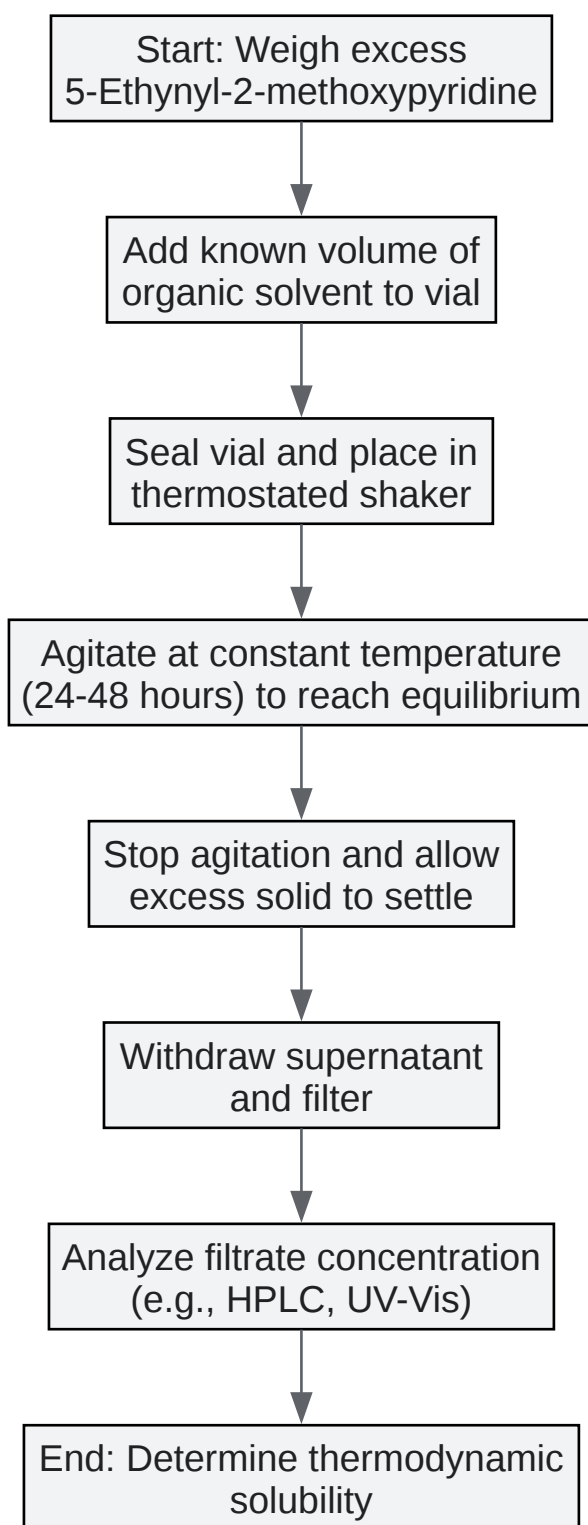 Start: Weigh excess
5-Ethynyl-2-methoxypyridine
Add known volume of
organic solvent to vial
Seal vial and place in
thermostated shaker
Agitate at constant temperature
(24-48 hours) to reach equilibrium
Stop agitation and allow
excess solid to settle
Withdraw supernatant
and filter
Analyze filtrate concentration
(e.g., HPLC, UV-Vis)
End: Determine thermodynamic
solubility